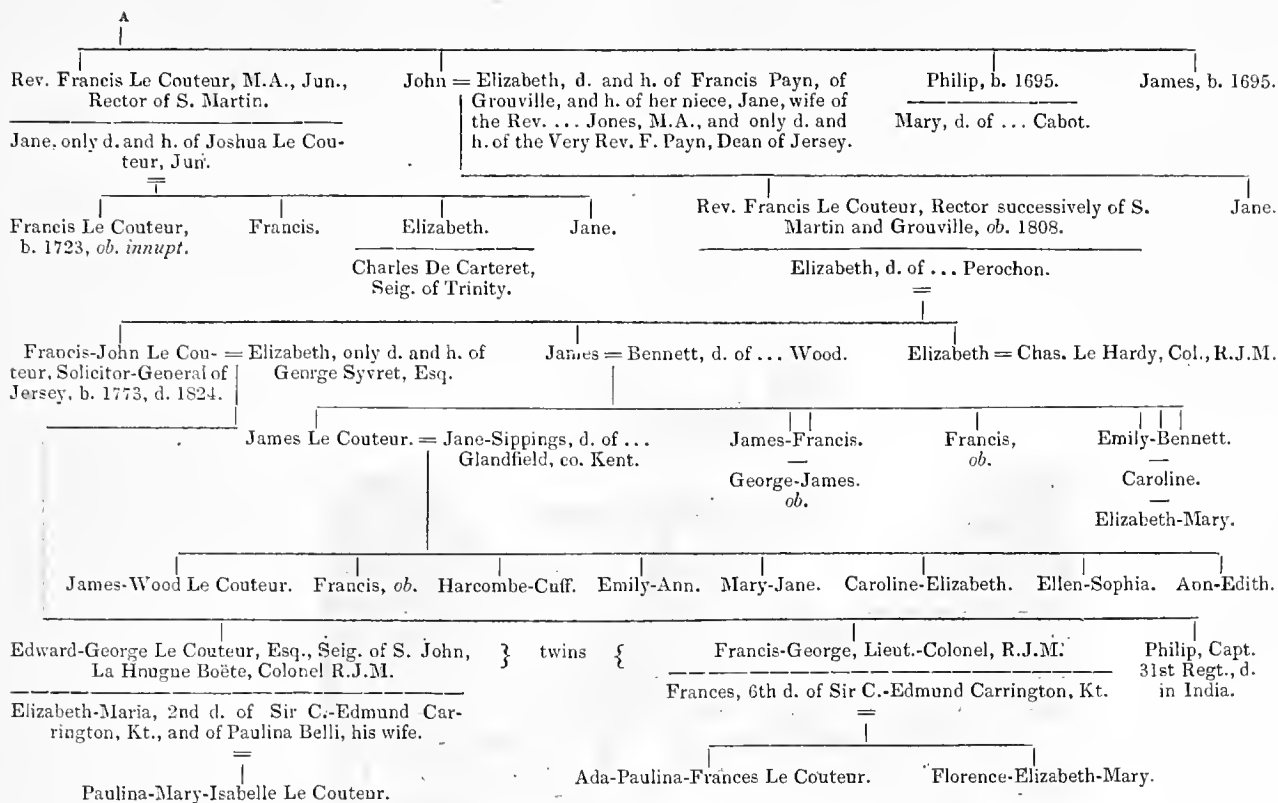 A
Rev. Francis Le Couteur, M.A., Jun., Rector of S. Martin.
Jane, only d. and h. of Joshua Le Couteur, Jun.
=
John = Elizabeth, d. and h. of Francis Payn, of Grouville, and h. of her niece, Jane, wife of the Rev. ... Jones, M.A., and only d. and h. of the Very Rev. F. Payn, Dean of Jersey.
Philip, b. 1695.
Mary, d. of ... Cabot.
James, b. 1695.
Francis Le Couteur, b. 1723, ob. innupt.
Francis.
Elizabeth.
Charles De Carteret, Seig. of Trinity.
Jane.
Rev. Francis Le Couteur, Rector successively of S. Martin and Grouville, ob. 1808.
Elizabeth, d. of ... Perochon.
=
Jane.
Francis-John Le Cou- = Elizabeth, only d. and h. of
teur, Solicitor-General of George Syvret, Esq.
Jersey, b. 1773, d. 1824.
James = Bennett, d. of ... Wood.
Elizabeth = Chas. Le Hardy, Col., R.J.M.
James Le Couteur. = Jane-Sippings, d. of ... Glandfield, co. Kent.
James-Francis.
—
George-James.
ob.
Francis,
ob.
Emily-Bennett.
—
Caroline.
—
Elizabeth-Mary.
James-Wood Le Couteur. Francis, ob. Harcombe-Cuff. Emily-Ann. Mary-Jane. Caroline-Elizabeth. Ellen-Sophia. Aon-Edith.
Edward-George Le Couteur, Esq., Seig. of S. John,
La Hougue Boëte, Colonel R.J.M.
} twins {
Elizabeth-Maria, 2nd d. of Sir C.-Edmund Car-
rington, Kt., and of Paulina Belli, his wife.
=
Paulina-Mary-Isabelle Le Couteur.
Francis-George, Lieut.-Colonel, R.J.M.
Frances, 6th d. of Sir C.-Edmund Carrington, Kt.
=
Ada-Paulina-Frances Le Couteur. Florence-Elizabeth-Mary.
Philip, Capt.
31st Regt., d.
in India.